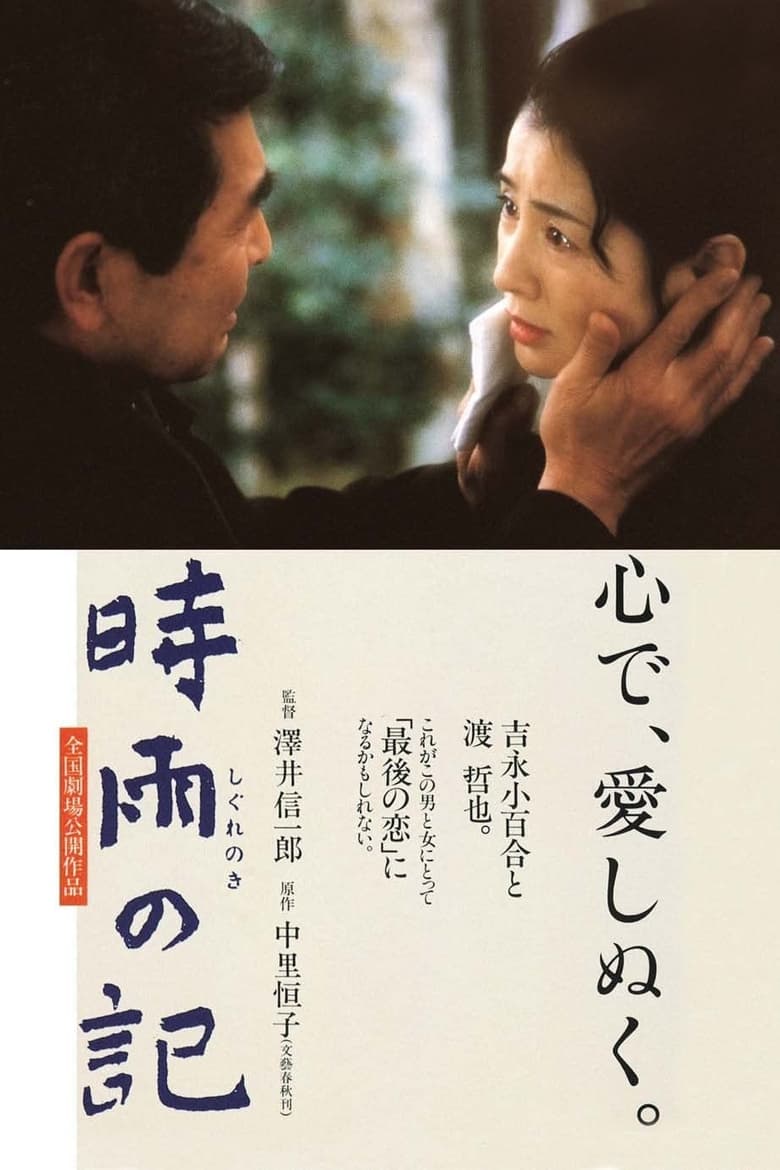 心で、愛しぬく。
吉永小百合と
渡 哲也。
これがこの男と女にとって
「最後の恋」に
なるかもしれない。
監督 澤井信一郎 原作 中里恒子(文藝春秋刊)
しぐれのき
時雨の記
全国劇場公開作品